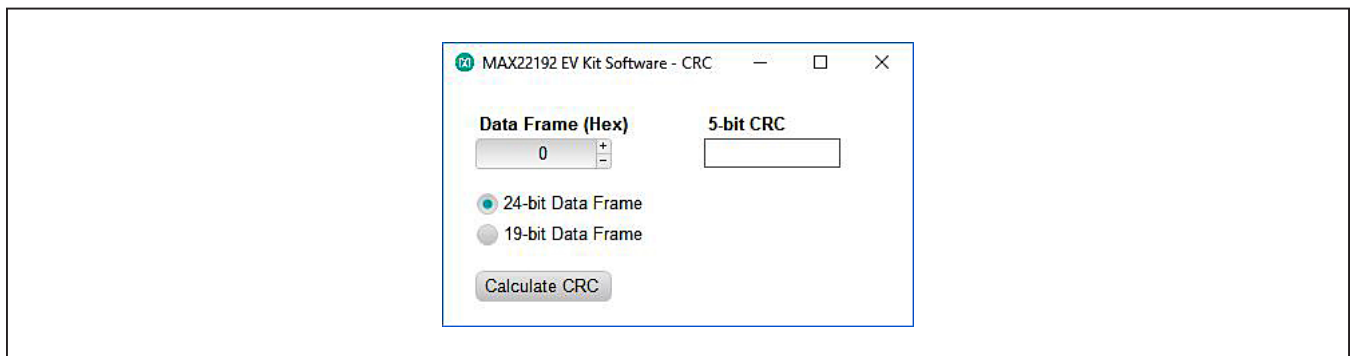 MAX22192 EV Kit Software - CRC
Data Frame (Hex) 5-bit CRC
0 + -
24-bit Data Frame
19-bit Data Frame
Calculate CRC